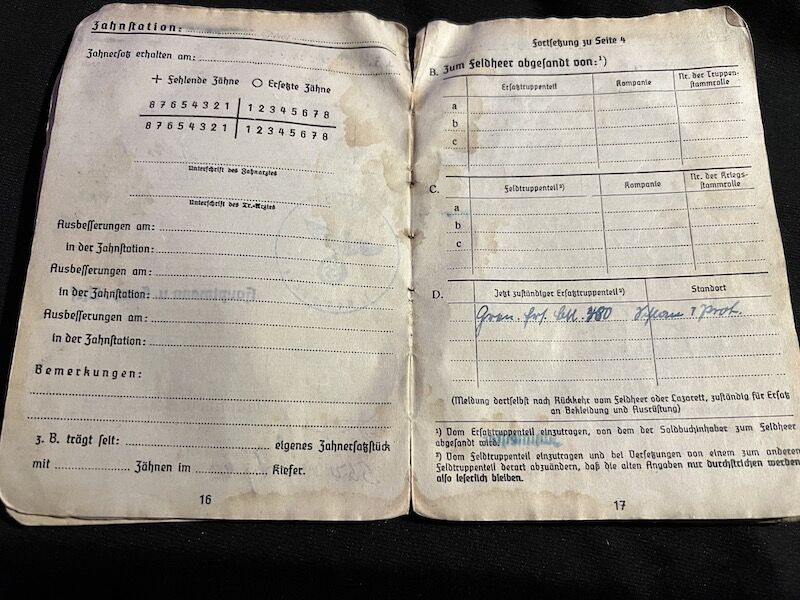 Zahnstation:
Zahnersatz erhalten am:
+ Fehlende Zähne O Ersetzte Zähne
8 7 6 5 4 3 2 1 1 2 3 4 5 6 7 8
8 7 6 5 4 3 2 1 1 2 3 4 5 6 7 8
Unterschrift des Zahnarztes
Unterschrift des Tr.-Arztes
Ausbesserungen am:
in der Zahnstation:
Ausbesserungen am:
in der Zahnstation:
Hauptmann u.
Ausbesserungen am:
in der Zahnstation:
Bemerkungen:
z. B. trägt seit: eigenes Zahnersatzstück
mit Zähnen im Kiefer.
16
Fortsetzung zu Seite 4
B. Zum Feldheer abgesandt von:¹)
Ersatztruppenteil Kompanie Nr. der Truppen-
stammrolle
a
b
c
C. Feldtruppenteil²) Kompanie Nr. der Kriegs-
stammrolle
a
b
c
D. Jetzt zuständiger Ersatztruppenteil²) Standort
Gren. Ers. Btl. 380
(Meldung dortselbst nach Rückkehr vom Feldheer oder Lazarett, zuständig für Ersatz
an Bekleidung und Ausrüstung)
¹) Vom Ersatztruppenteil einzutragen, von dem der Soldbuchinhaber zum Feldheer
abgesandt wird.
²) Vom Feldtruppenteil einzutragen und bei Versetzungen von einem zum anderen
Feldtruppenteil derart abzuändern, daß die alten Angaben nur durchstrichen werden,
also leserlich bleiben.
17